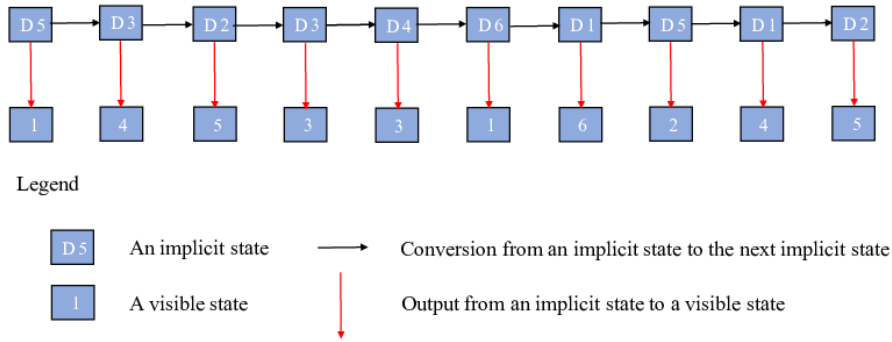 D5 D3 D2 D3 D4 D6 D1 D5 D1 D2
1 4 5 3 3 1 6 2 4 5
Legend
D5 An implicit state Conversion from an implicit state to the next implicit state
1 A visible state Output from an implicit state to a visible state